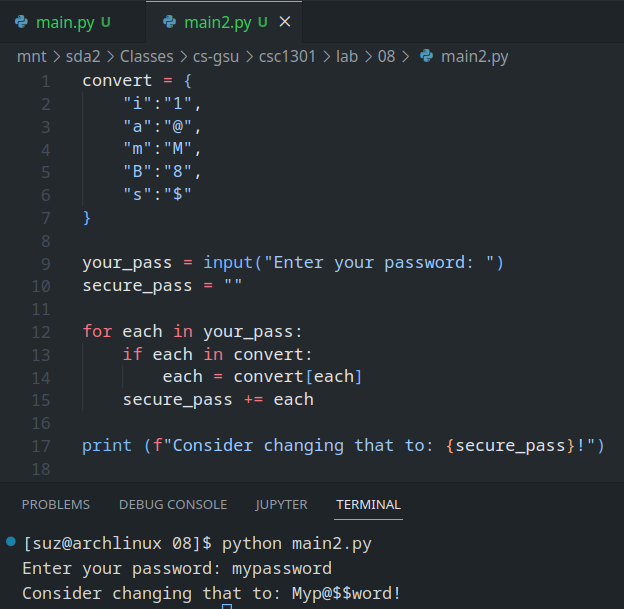 main.py U main2.py U ×
mnt > sda2 > Classes > cs-gsu > csc1301 > lab > 08 > main2.py
1 convert = {
2     "i":"1",
3     "a":"@",
4     "m":"M",
5     "B":"8",
6     "s":"$"
7 }
8
9 your_pass = input("Enter your password: ")
10 secure_pass = ""
11
12 for each in your_pass:
13     if each in convert:
14         each = convert[each]
15     secure_pass += each
16
17 print (f"Consider changing that to: {secure_pass}!")
18
PROBLEMS DEBUG CONSOLE JUPYTER TERMINAL
[suz@archlinux 08]$ python main2.py
Enter your password: mypassword
Consider changing that to: Myp@$$word!